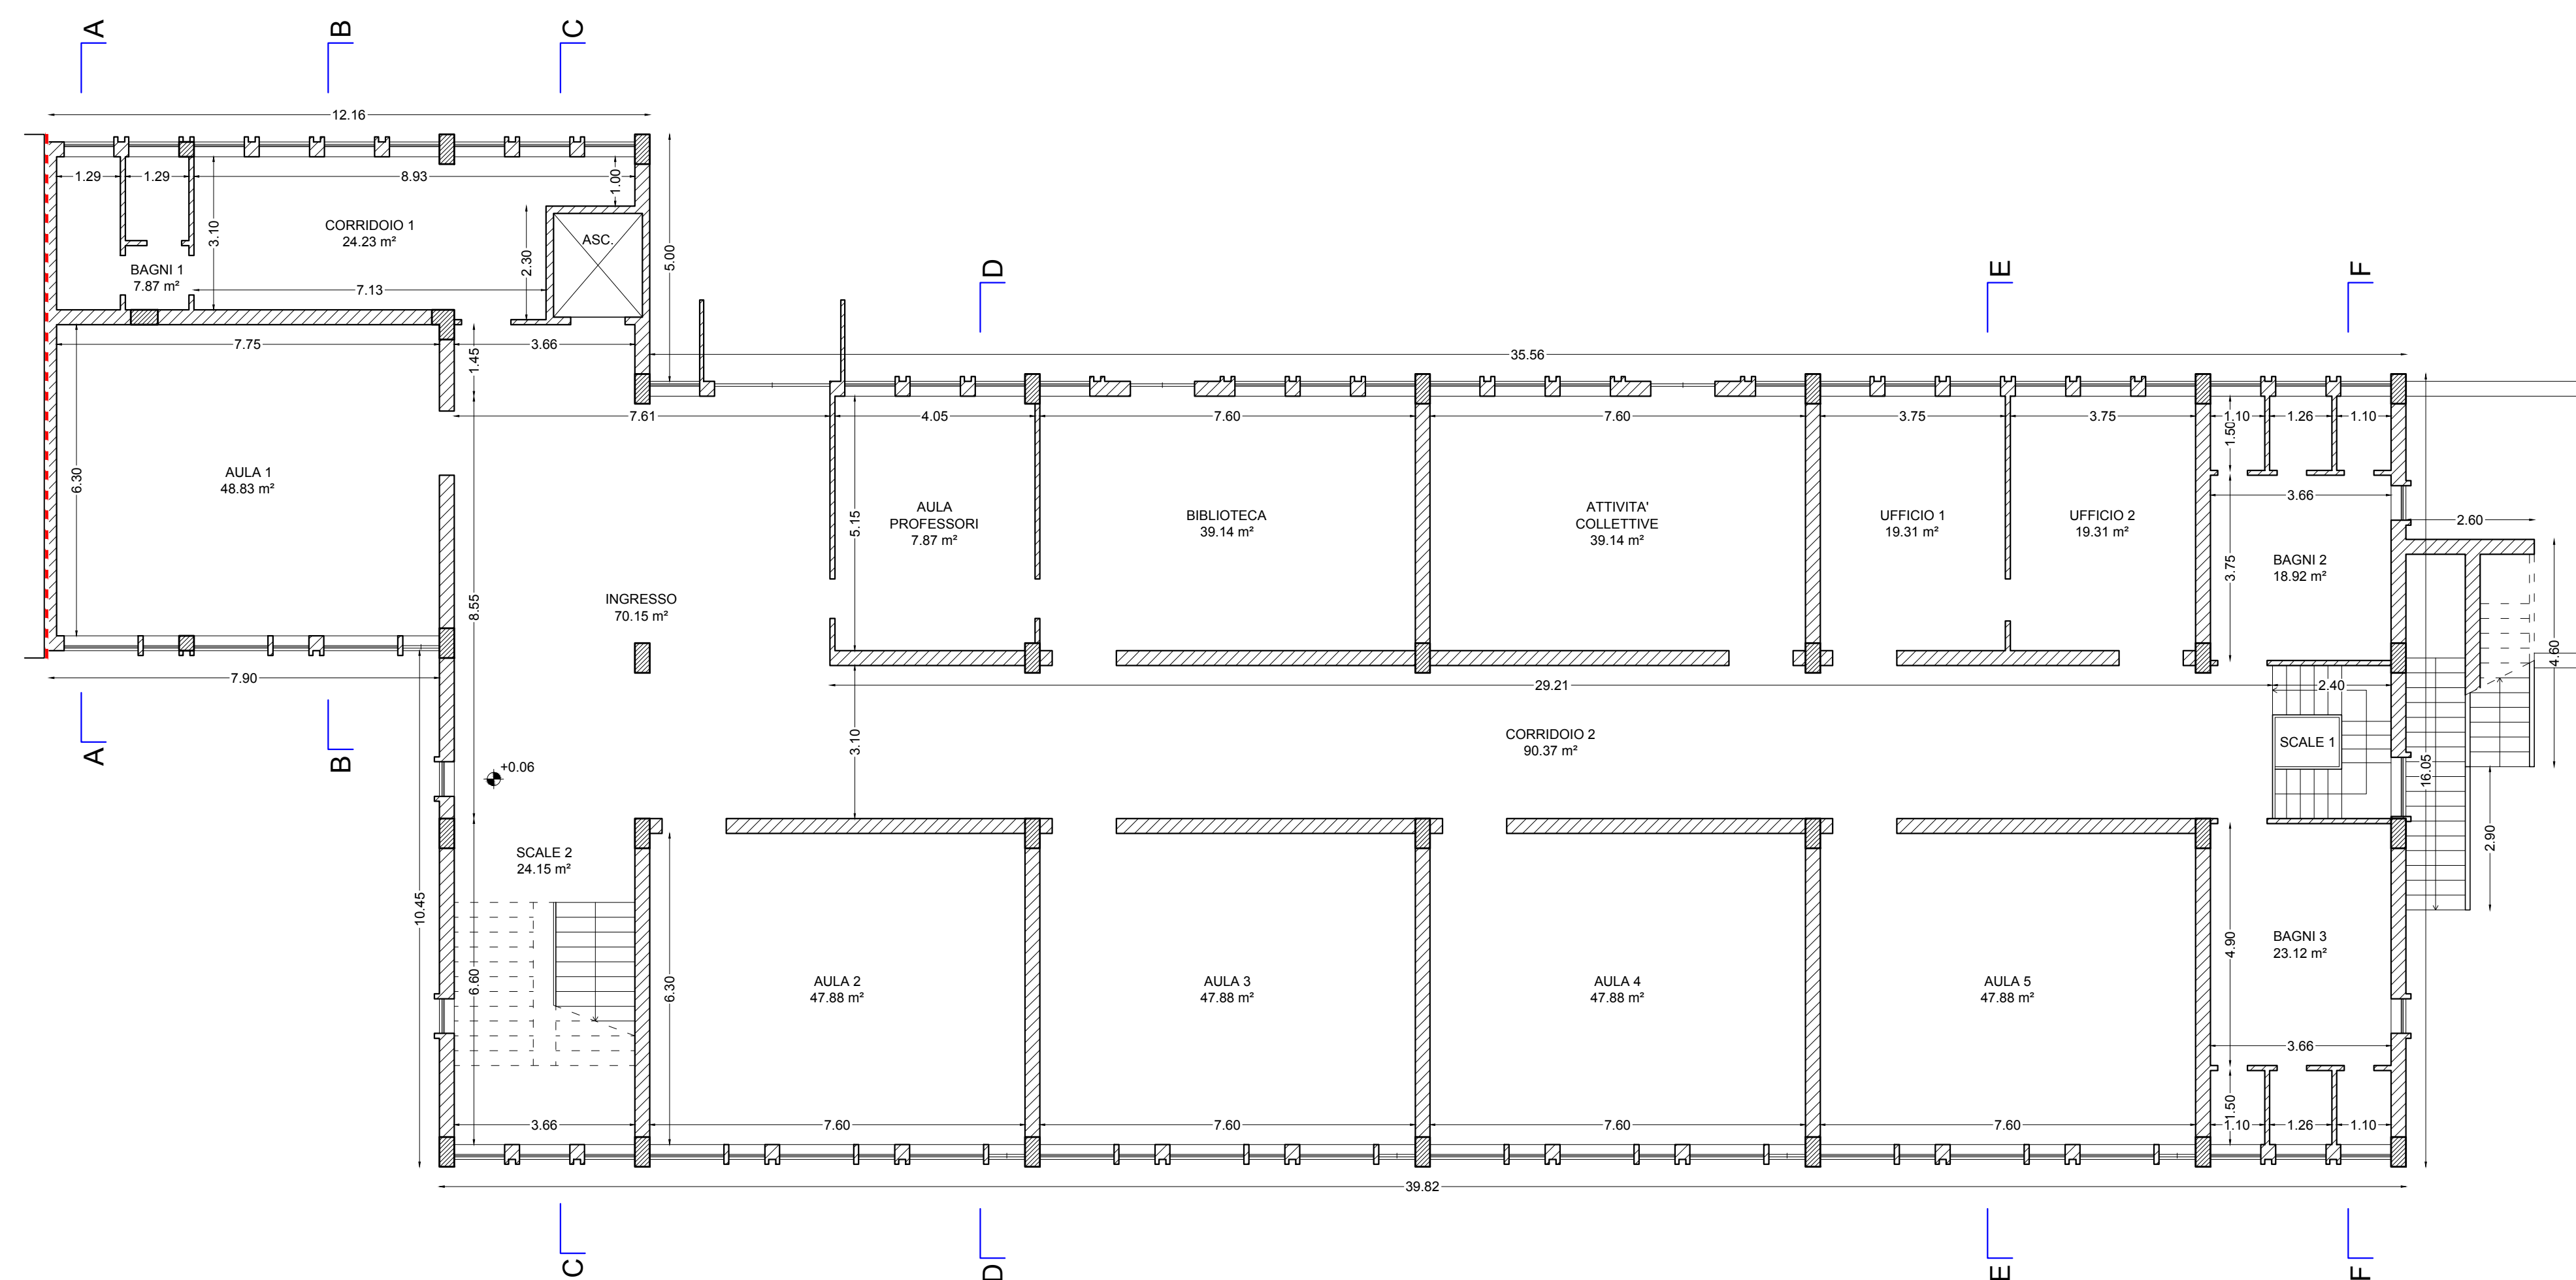 A B C
12.16
1.29 1.29 8.93 1.00
3.10
CORRIDOIO 1
24.23 m²
ASC.
2.30
5.00
BAGNI 1
7.87 m²
7.13
D E F
7.75 1.45 3.66
35.56
7.61 4.05 7.60 7.60 3.75 3.75 1.10 1.26 1.10
1.50
6.30
AULA 1
48.83 m²
3.66
AULA
PROFESSORI
7.87 m²
5.15
BIBLIOTECA
39.14 m²
ATTIVITA'
COLLETTIVE
39.14 m²
UFFICIO 1
19.31 m²
UFFICIO 2
19.31 m²
2.60
BAGNI 2
18.92 m²
3.75
8.55
INGRESSO
70.15 m²
4.60
7.90
29.21 2.40
A B
3.10
CORRIDOIO 2
90.37 m²
SCALE 1
+0.06
16.05
2.90
SCALE 2
24.15 m²
10.45
6.60
6.30
AULA 2
47.88 m²
AULA 3
47.88 m²
AULA 4
47.88 m²
AULA 5
47.88 m²
4.90
BAGNI 3
23.12 m²
3.66
1.50
3.66 7.60 7.60 7.60 7.60 1.10 1.26 1.10
39.82
C D E F